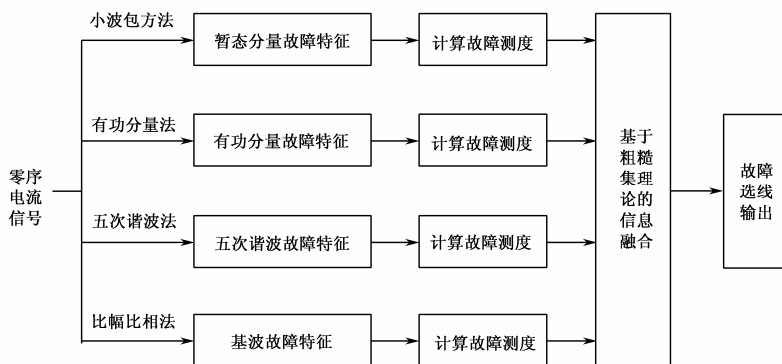 小波包方法
暂态分量故障特征
计算故障测度
有功分量法
有功分量故障特征
计算故障测度
零序
电流
信号
五次谐波法
五次谐波故障特征
计算故障测度
比幅比相法
基波故障特征
计算故障测度
基于
粗糙
集理
论的
信息
融合
故障
选线
输出